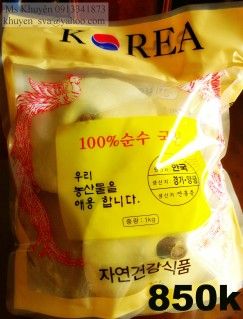 Ms Khuyên 0913341873
khuyen_sva@yahoo.com
KOREA
100%순수 국
우리
농산물을
애용 합니다.
중량: 1kg
자연건강식품
850k